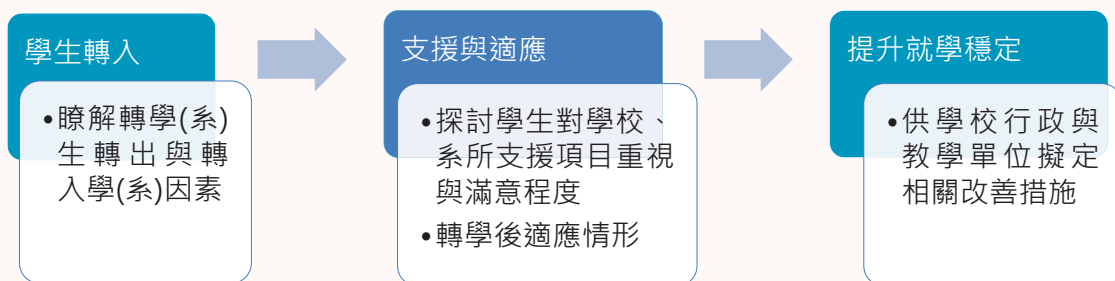 學生轉入
•瞭解轉學(系)
生轉出與轉
入學(系)因素
支援與適應
•探討學生對學校、
系所支援項目重視
與滿意程度
•轉學後適應情形
提升就學穩定
•供學校行政與
教學單位擬定
相關改善措施